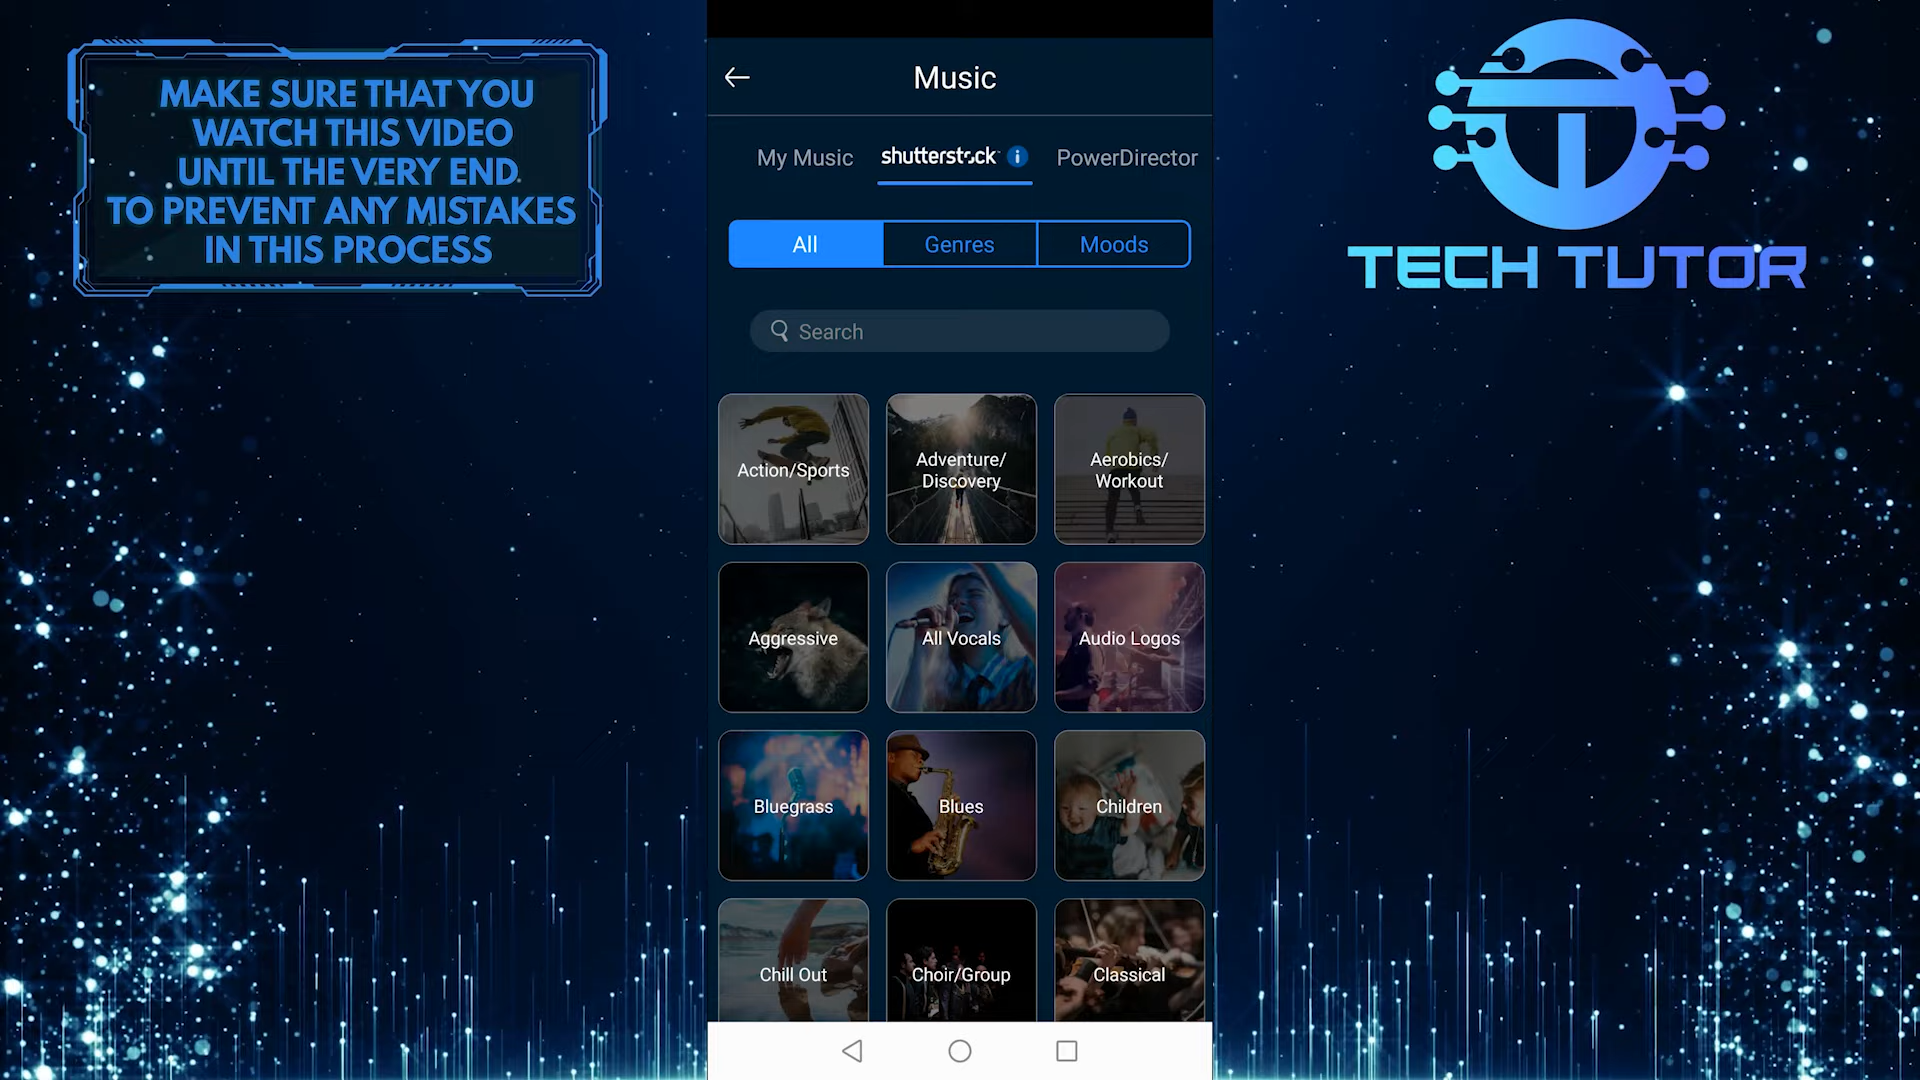 MAKE SURE THAT YOU
WATCH THIS VIDEO
UNTIL THE VERY END
TO PREVENT ANY MISTAKES
IN THIS PROCESS
Music
My Music
shutterstock
PowerDirector
All
Genres
Moods
Search
Action/Sports
Adventure/
Discovery
Aerobics/
Workout
Aggressive
All Vocals
Audio Logos
Bluegrass
Blues
Children
Chill Out
Choir/Group
Classical
TECH TUTOR